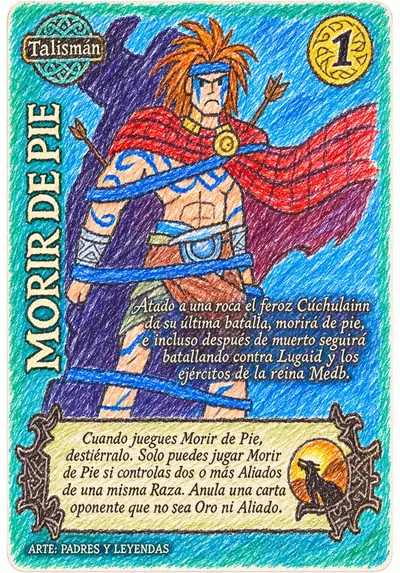 Talismán
1
MORIR DE PIE
Atado a una roca el feroz Cúchulainn
da su última batalla, morirá de pie,
e incluso después de muerto seguirá
batallando contra Lugaid y los
ejércitos de la reina Medb.
Cuando juegues Morir de Pie,
destiérralo. Solo puedes jugar Morir
de Pie si controlas dos o más Aliados
de una misma Raza. Anula una carta
oponente que no sea Oro ni Aliado.
ARTE: PADRES Y LEYENDAS